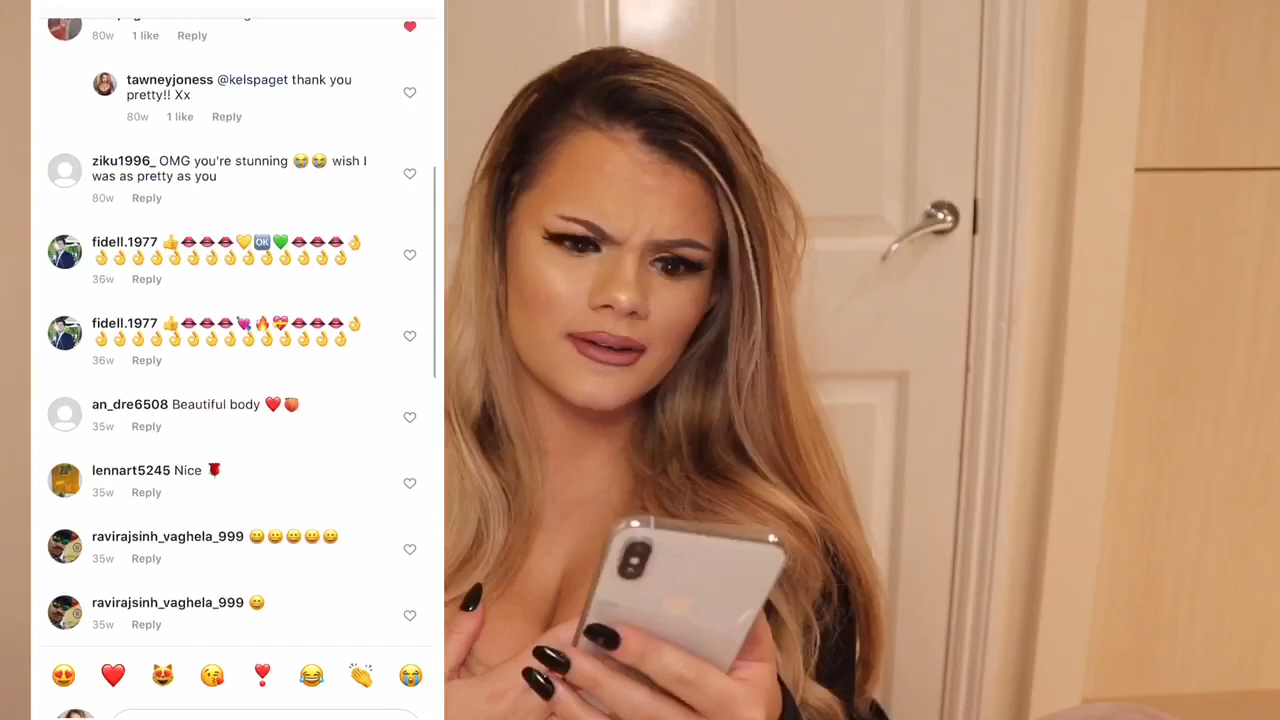 80w 1 like Reply
tawneyjoness @kelspaget thank you
pretty!! Xx
80w 1 like Reply
ziku1996_ OMG you're stunning 😭😭 wish I
was as pretty as you
80w Reply
fidell.1977 👍👄👄👄💛🆗💚👄👄👄👌
👌👌👌👌👌👌👌👌👌👌👌👌👌👌
36w Reply
fidell.1977 👍👄👄👄💘🔥💝👄👄👄👌
👌👌👌👌👌👌👌👌👌👌👌👌👌👌
36w Reply
an_dre6508 Beautiful body ❤️🍑
35w Reply
lennart5245 Nice 🌹
35w Reply
ravirajsinh_vaghela_999 😀😀😀😀😀
35w Reply
ravirajsinh_vaghela_999 😄
35w Reply